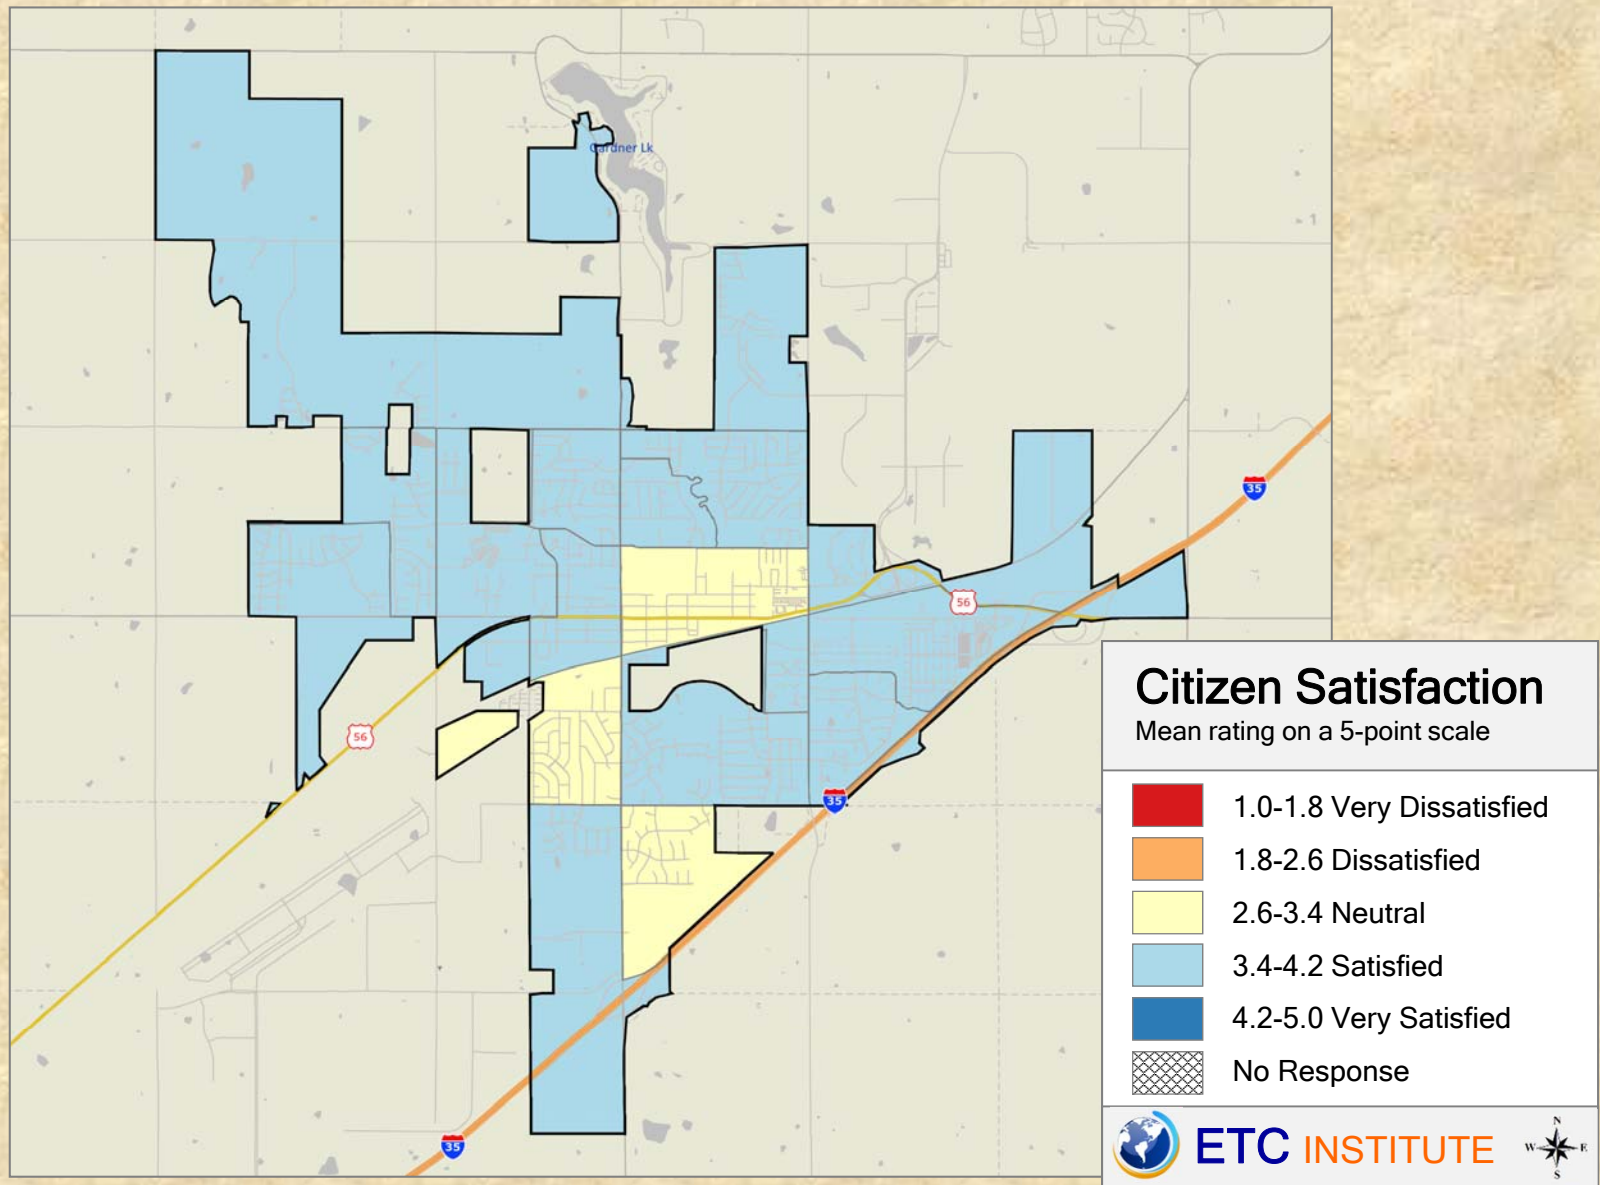 Gardner Lk
1
35
56
56
35
35
Citizen Satisfaction
Mean rating on a 5-point scale
1.0-1.8 Very Dissatisfied
1.8-2.6 Dissatisfied
2.6-3.4 Neutral
3.4-4.2 Satisfied
4.2-5.0 Very Satisfied
No Response
ETC INSTITUTE
N
W E
S